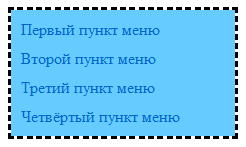 Первый пункт меню
Второй пункт меню
Третий пункт меню
Четвёртый пункт меню